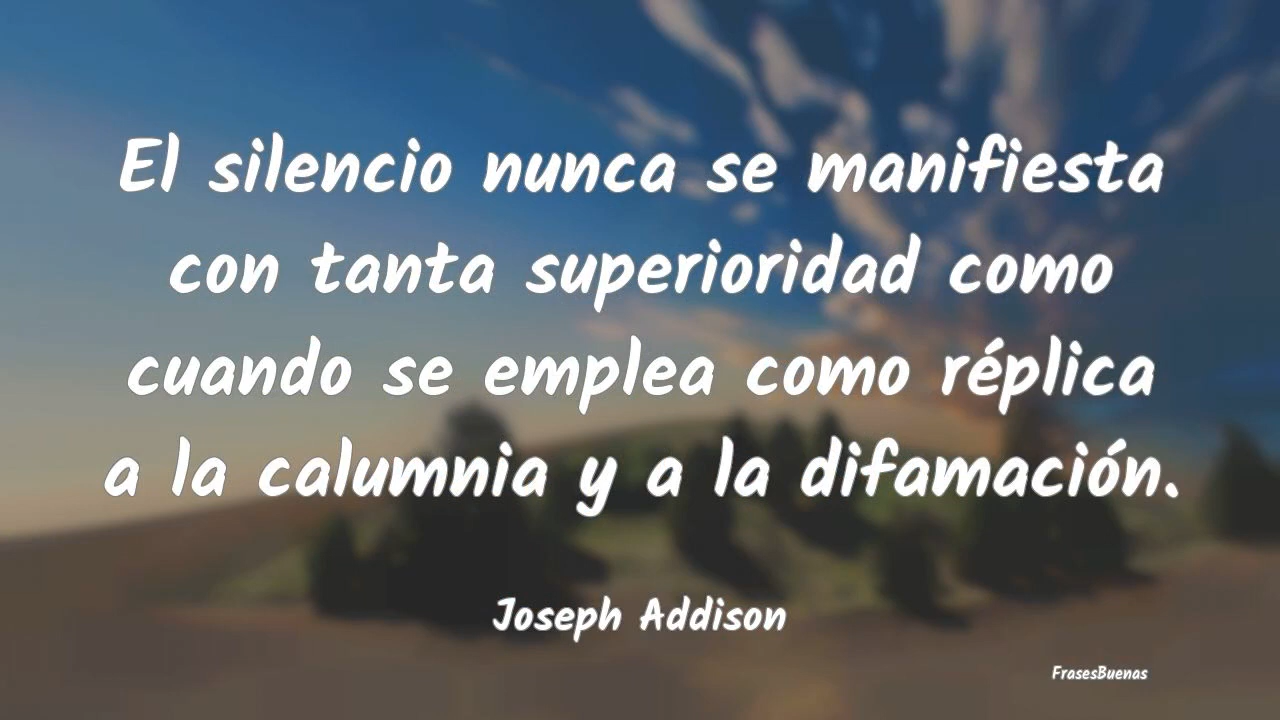 El silencio nunca se manifiesta
con tanta superioridad como
cuando se emplea como réplica
a la calumnia y a la difamación.
Joseph Addison
FrasesBuenas